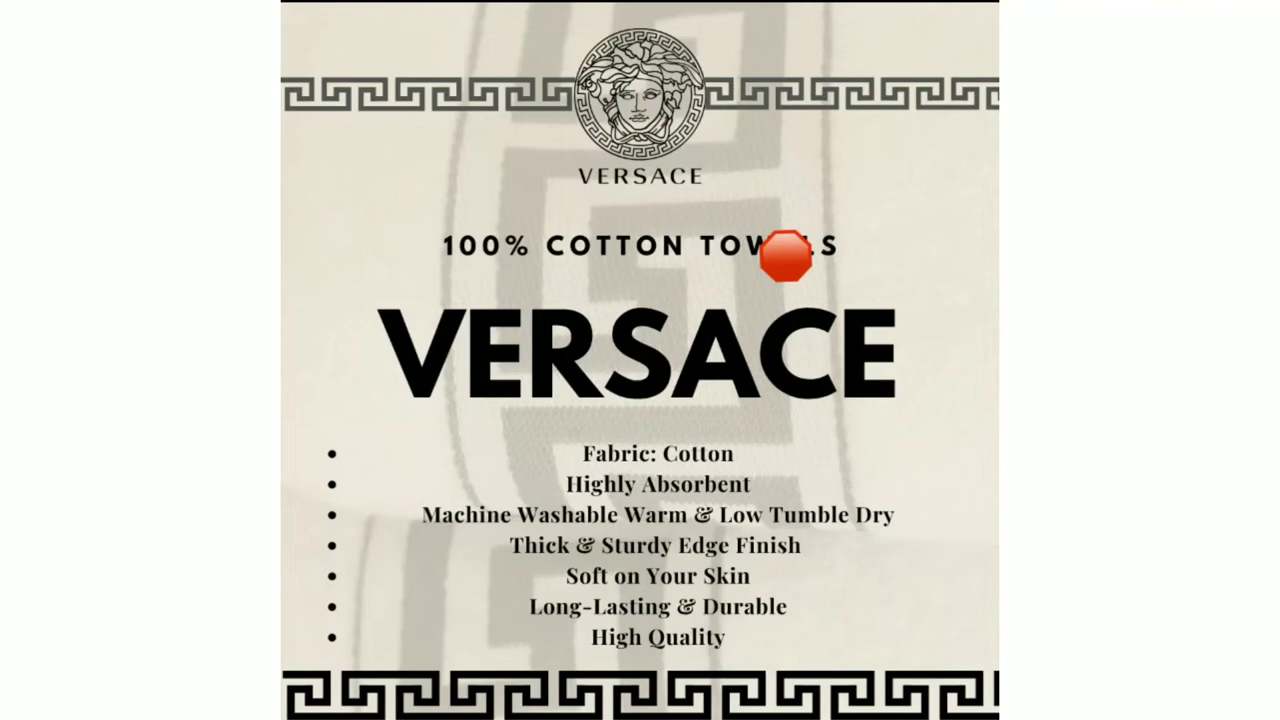 VERSACE
100% COTTON
VERSACE
Fabric: Cotton
Highly Absorbent
Machine Washable Warm & Low Tumble Dry
Thick & Sturdy Edge Finish
Soft on Your Skin
Long-Lasting & Durable
High Quality